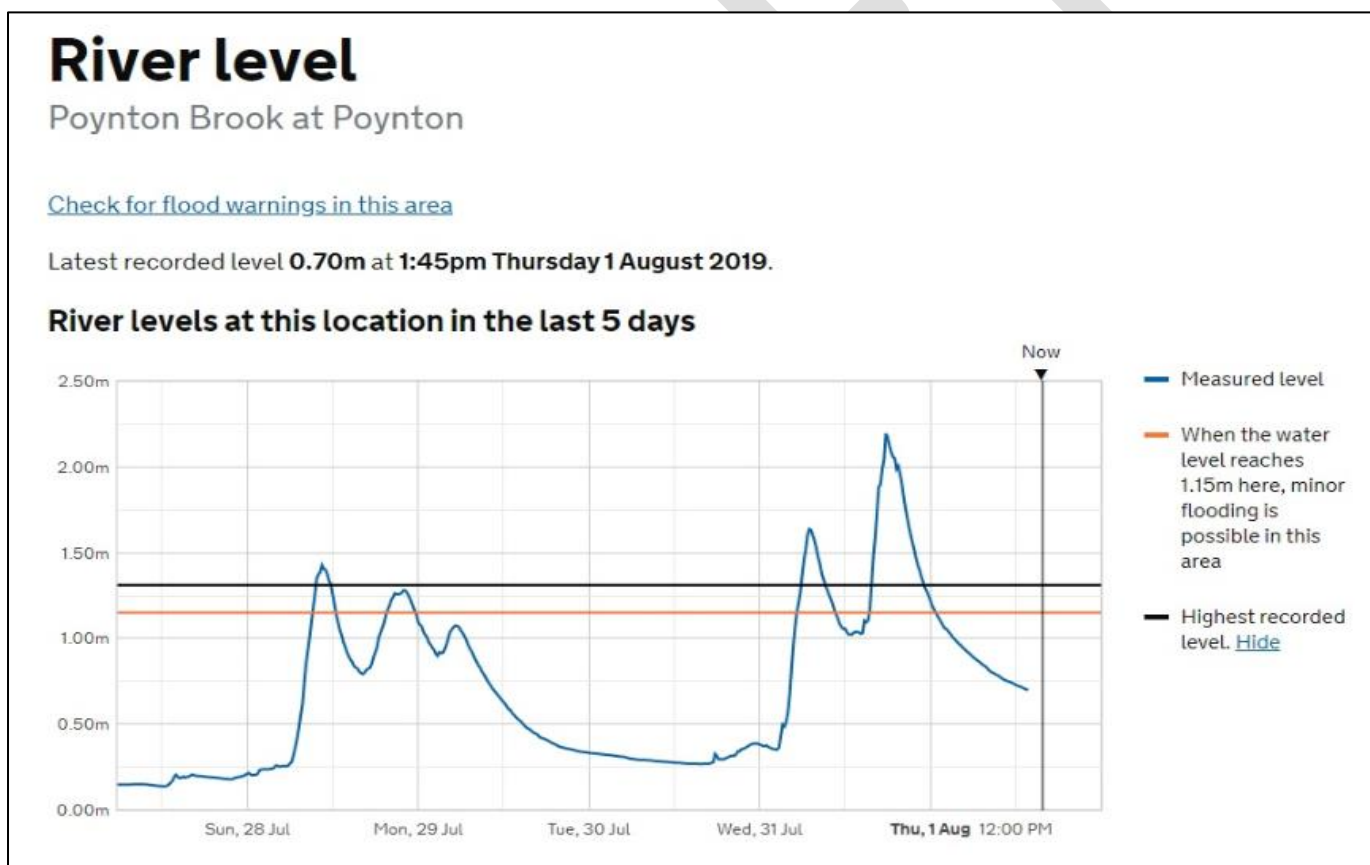 River level
Poynton Brook at Poynton
Check for flood warnings in this area
Latest recorded level 0.70m at 1:45pm Thursday 1 August 2019.
River levels at this location in the last 5 days
Now
2.50m
2.00m
1.50m
1.00m
0.50m
0.00m
Sun, 28 Jul
Mon, 29 Jul
Tue, 30 Jul
Wed, 31 Jul
Thu, 1 Aug
12:00 PM
Measured level
When the water
level reaches
1.15m here, minor
flooding is
possible in this
area
Highest recorded
level. Hide